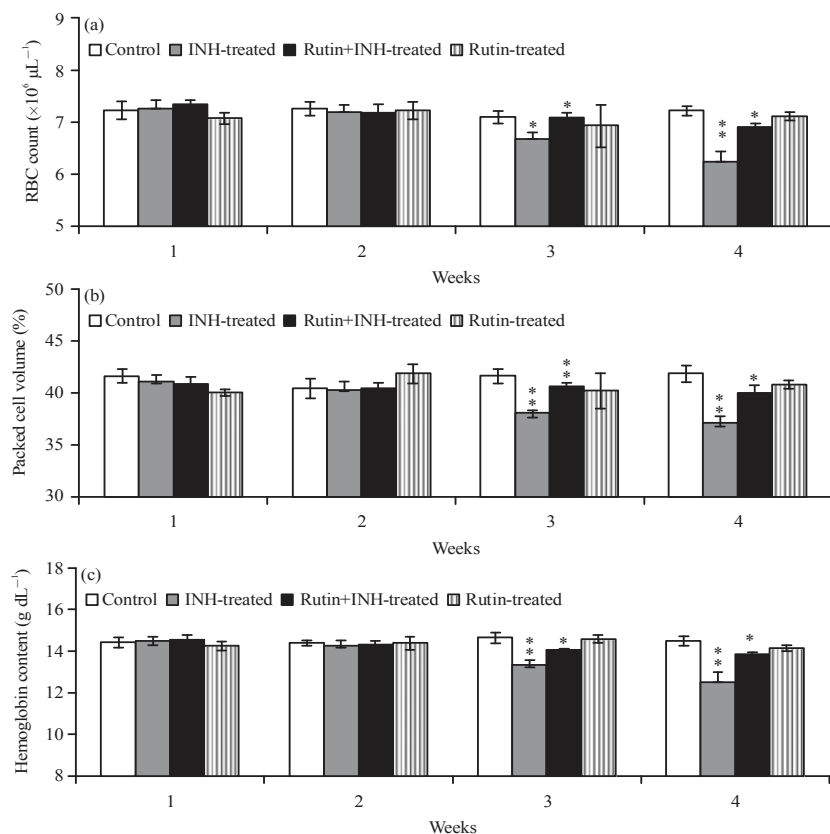 (a)
Control INH-treated Rutin+INH-treated Rutin-treated
RBC count (×10⁶ µL⁻¹)
9
8
7
6
5
* *
* * *
1 2 3 4
Weeks
(b)
Control INH-treated Rutin+INH-treated Rutin-treated
Packed cell volume (%)
50
45
40
35
30
** **
** *
1 2 3 4
Weeks
(c)
Control INH-treated Rutin+INH-treated Rutin-treated
Hemoglobin content (g dL⁻¹)
18
16
14
12
10
8
** *
** *
1 2 3 4
Weeks